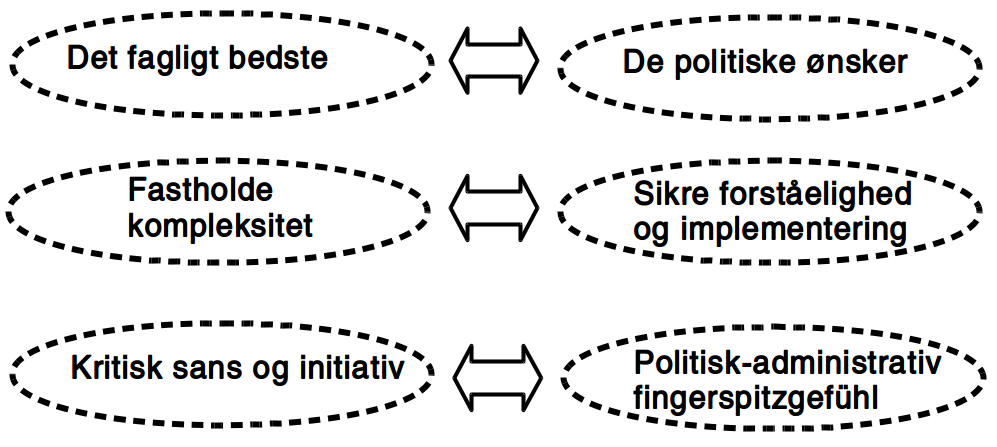 Det fagligt bedste
De politiske ønsker
Fastholde
kompleksitet
Sikre forståelighed
og implementering
Kritisk sans og initiativ
Politisk-administrativ
fingerspitzgefühl